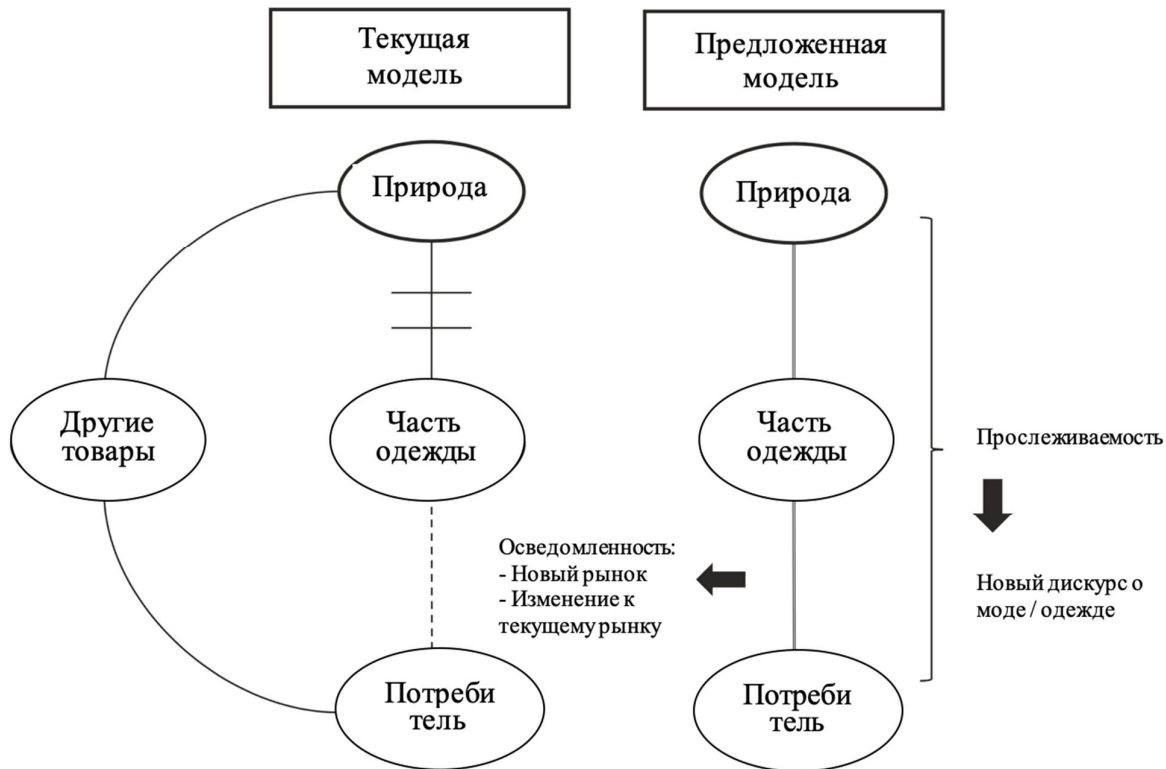 Текущая
модель
Предложенная
модель
Природа
Природа
Другие
товары
Часть
одежды
Часть
одежды
Прослеживаемость
Осведомленность:
- Новый рынок
- Изменение к
текущему рынку
Новый дискурс о
моде / одежде
Потреби
тель
Потреби
тель